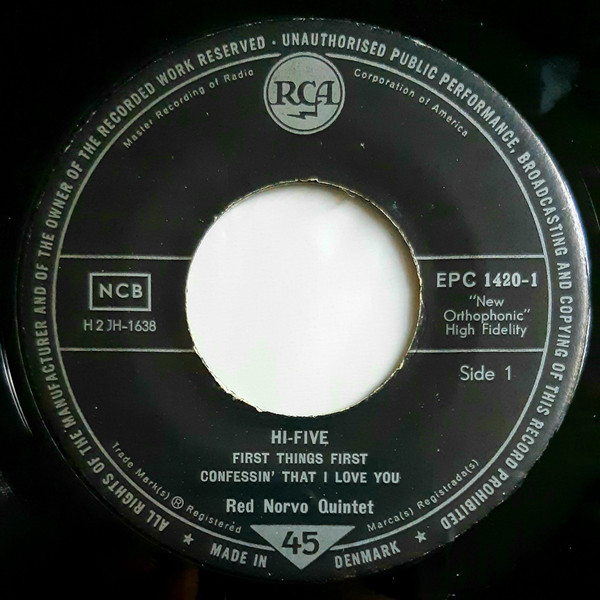 ALL RIGHTS OF THE MANUFACTURER AND OF THE OWNER OF THE RECORDED WORK RESERVED · UNAUTHORISED PUBLIC PERFORMANCE, BROADCASTING AND COPYING OF THIS RECORD PROHIBITED
Master Recording of Radio Corporation of America
RCA
NCB
H2JH-1638
EPC 1420-1
"New
Orthophonic"
High Fidelity
Side 1
HI-FIVE
FIRST THINGS FIRST
CONFESSIN' THAT I LOVE YOU
Red Norvo Quintet
Trade Mark(s) ® Registered
Marca(s) Registrada(s)
45
★ MADE IN DENMARK ★